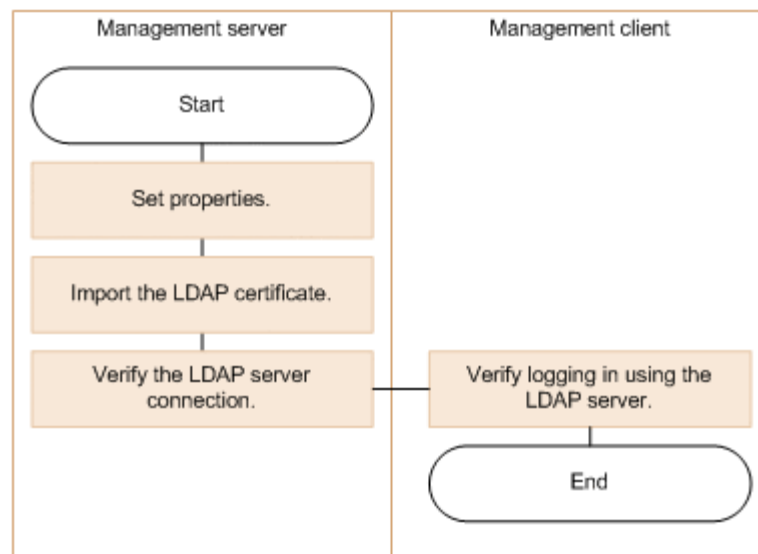 Management server
Management client
Start
Set properties.
Import the LDAP certificate.
Verify the LDAP server
connection.
Verify logging in using the
LDAP server.
End